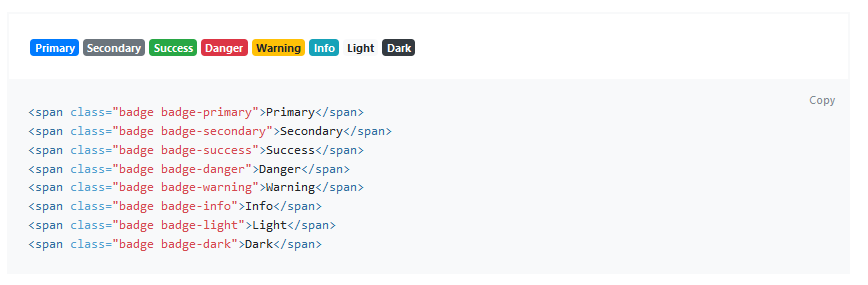 Primary Secondary Success Danger Warning Info Light Dark
Copy
<span class="badge badge-primary">Primary</span>
<span class="badge badge-secondary">Secondary</span>
<span class="badge badge-success">Success</span>
<span class="badge badge-danger">Danger</span>
<span class="badge badge-warning">Warning</span>
<span class="badge badge-info">Info</span>
<span class="badge badge-light">Light</span>
<span class="badge badge-dark">Dark</span>